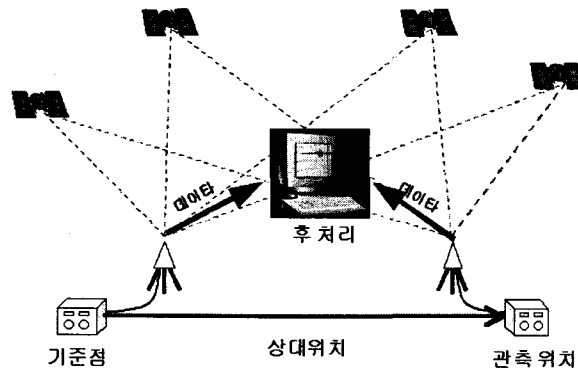 데이타
데이타
후 처리
기준점
상대위치
관측 위치